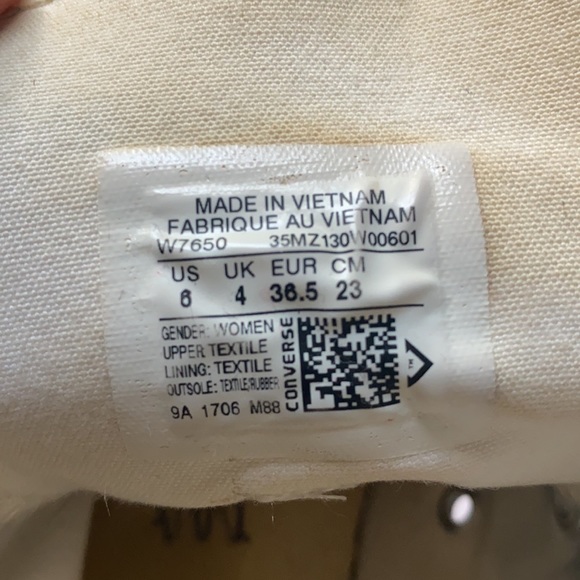 MADE IN VIETNAM
FABRIQUE AU VIETNAM
W7650 35MZ130W00601
US UK EUR CM
6 4 36.5 23
GENDER: WOMEN
UPPER TEXTILE
LINING: TEXTILE
OUTSOLE: TEXTILE/RUBBER
9A 1706 M88
CONVERSE
TM